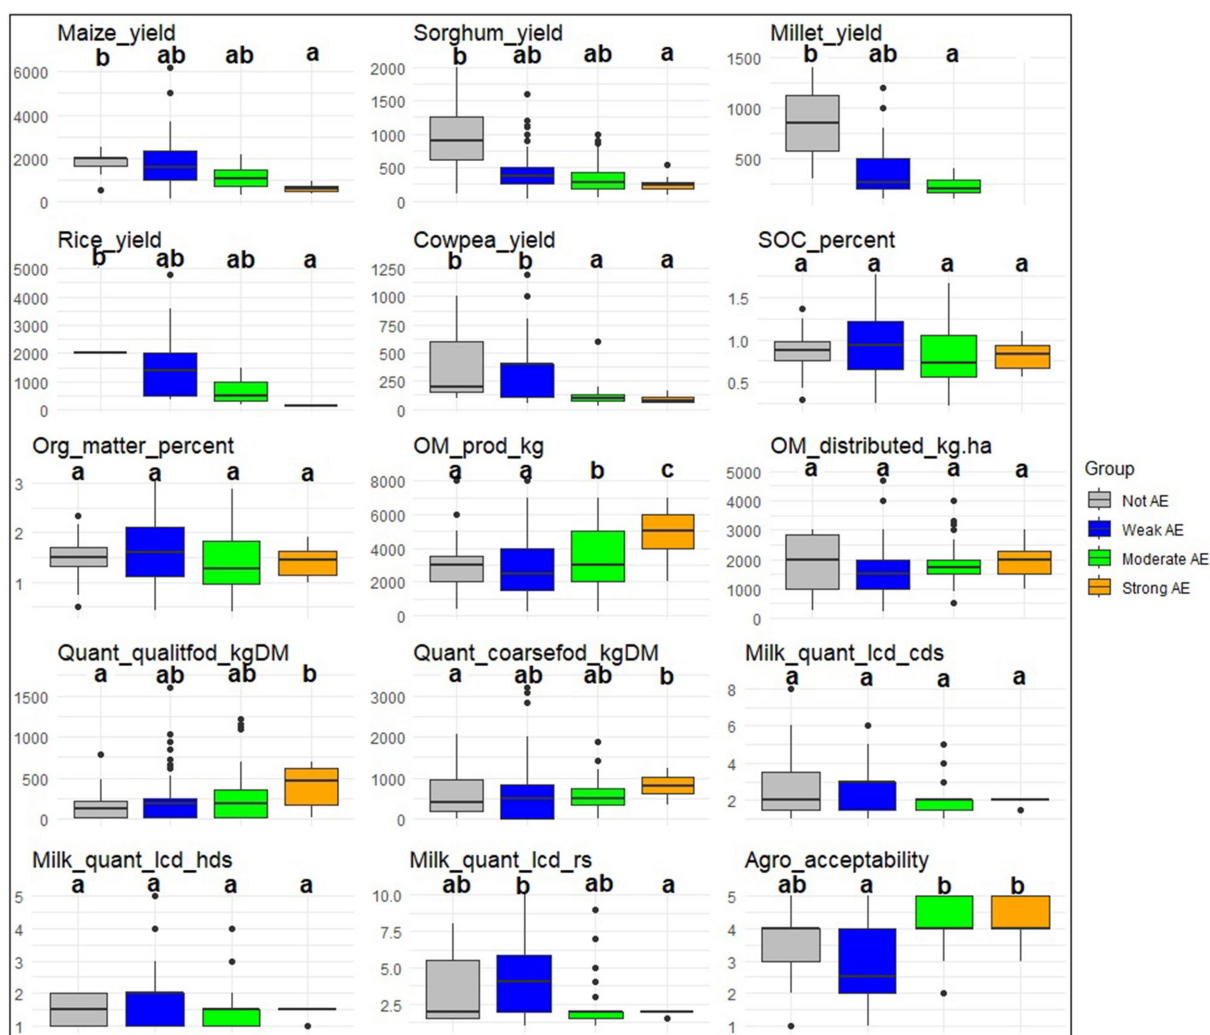 Maize_yield
b ab ab a
6000
4000
2000
0
Sorghum_yield
b ab ab a
2000
1500
1000
500
0
Millet_yield
b ab a
1500
1000
500
Rice_yield
b ab ab a
5000
4000
3000
2000
1000
0
Cowpea_yield
b b a a
1250
1000
750
500
250
0
SOC_percent
a a a a
1.5
1.0
0.5
Org_matter_percent
a a a a
3
2
1
OM_prod_kg
a a b c
8000
6000
4000
2000
0
OM_distributed_kg.ha
a a a a
5000
4000
3000
2000
1000
0
Group
Not AE
Weak AE
Moderate AE
Strong AE
Quant_qualitfod_kgDM
a ab ab b
1500
1000
500
0
Quant_coarsefod_kgDM
a ab ab b
3000
2000
1000
0
Milk_quant_lcd_cds
a a a a
8
6
4
2
Milk_quant_lcd_hds
a a a a
5
4
3
2
1
Milk_quant_lcd_rs
ab b ab a
10.0
7.5
5.0
2.5
Agro_acceptability
ab a b b
5
4
3
2
1